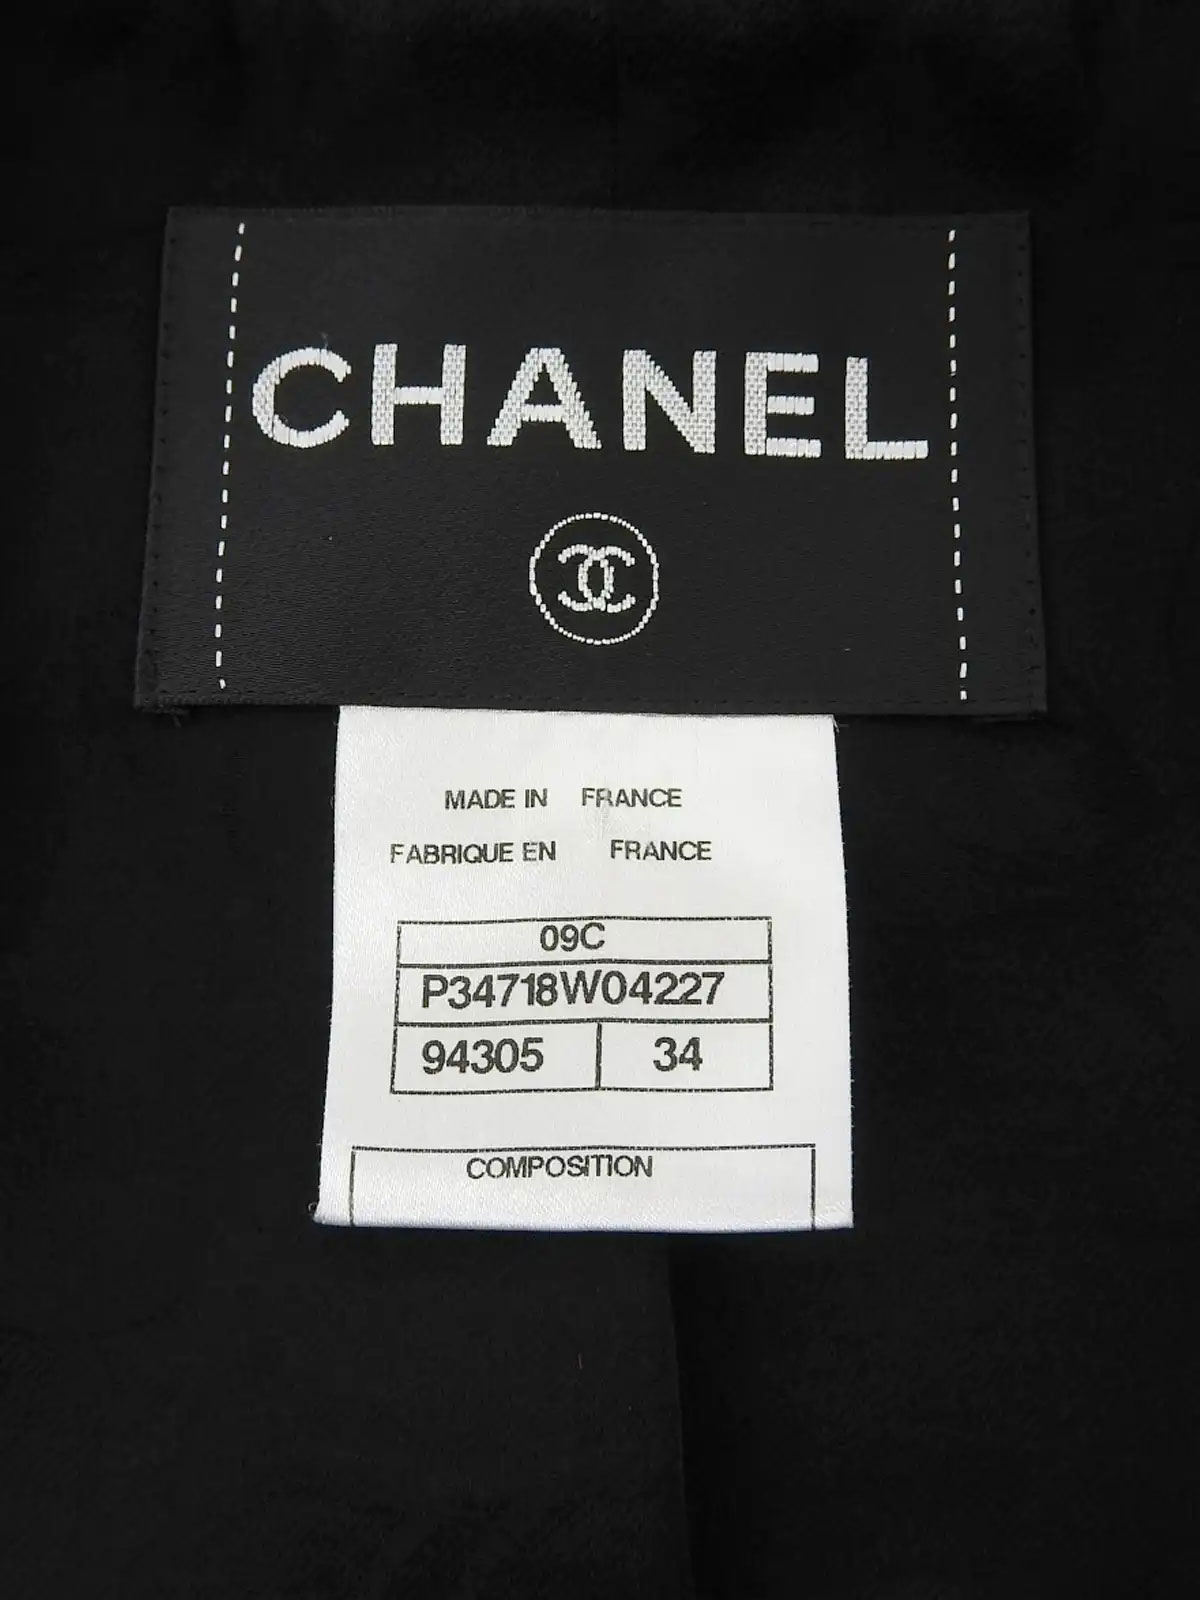 CHANEL
MADE IN FRANCE
FABRIQUE EN FRANCE
09C
P34718W04227
94305 34
COMPOSITION